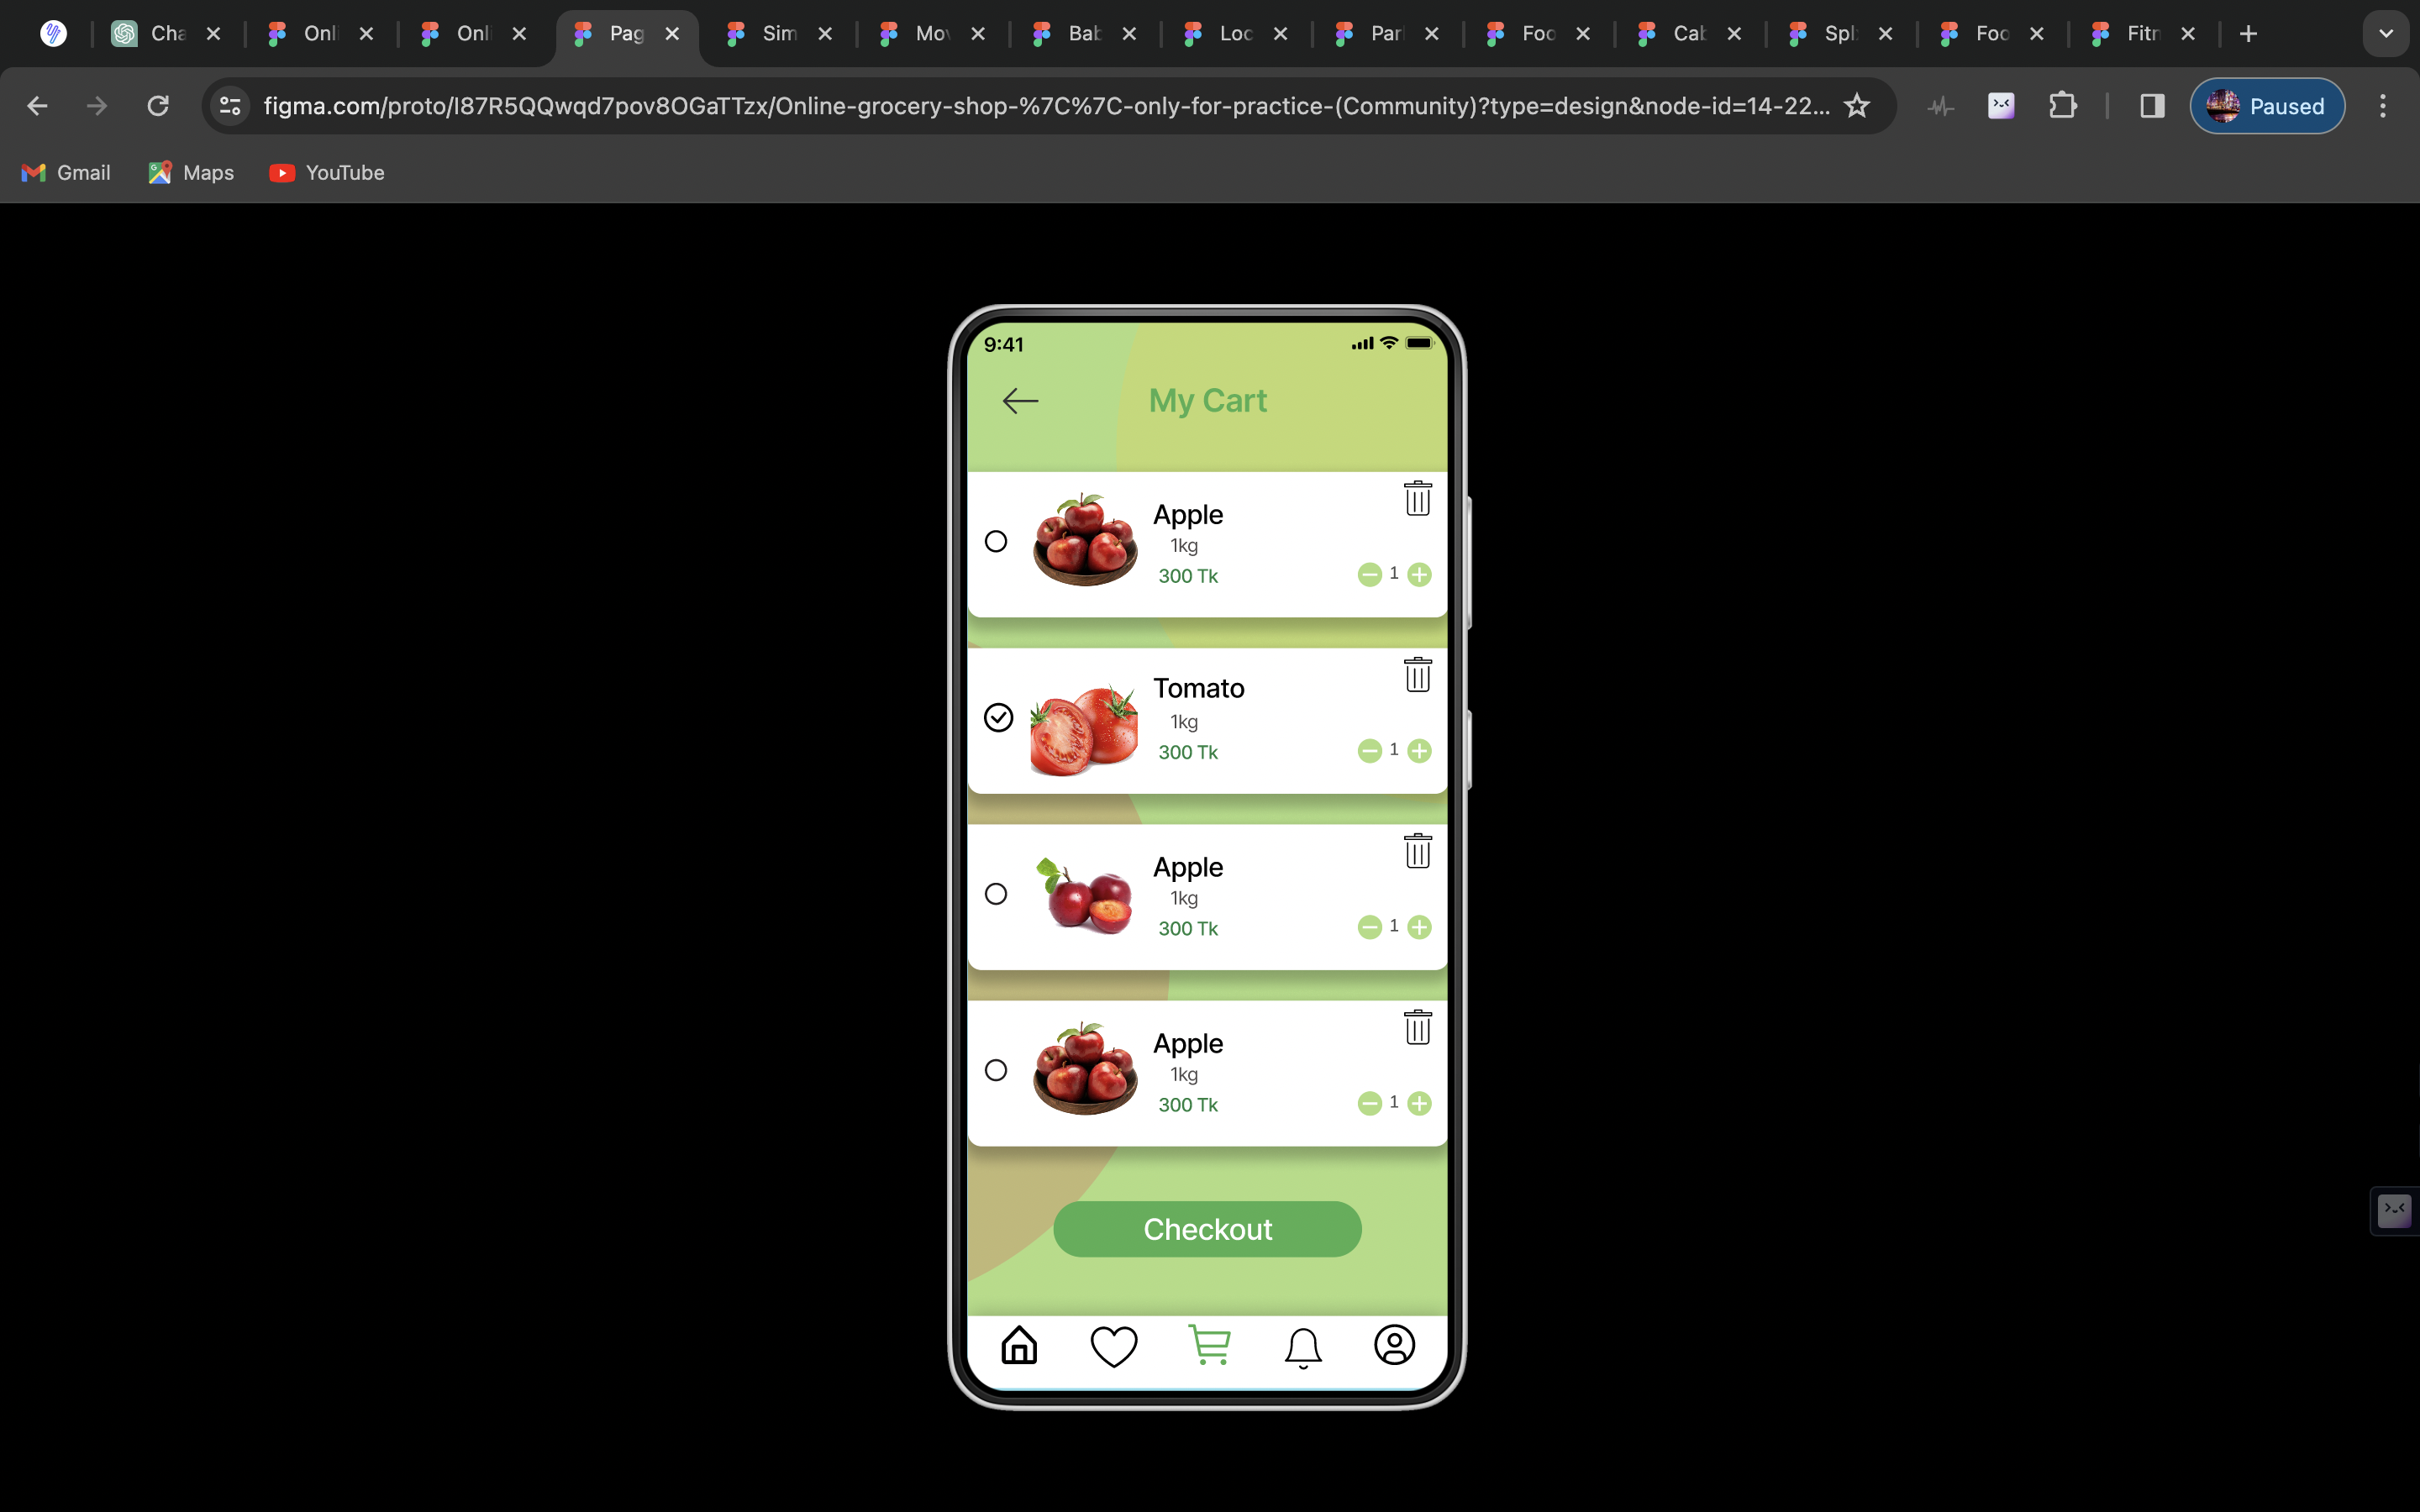 Cha
Onli
Onli
Pag
Sim
Mov
Bab
Loc
Par
Foo
Cab
Spl
Foo
Fitn
figma.com/proto/I87R5QQwqd7pov8OGaTTzx/Online-grocery-shop-%7C%7C-only-for-practice-(Community)?type=design&node-id=14-22...
Paused
Gmail
Maps
YouTube
9:41
My Cart
Apple
1kg
300 Tk
1
Tomato
1kg
300 Tk
1
Apple
1kg
300 Tk
1
Apple
1kg
300 Tk
1
Checkout